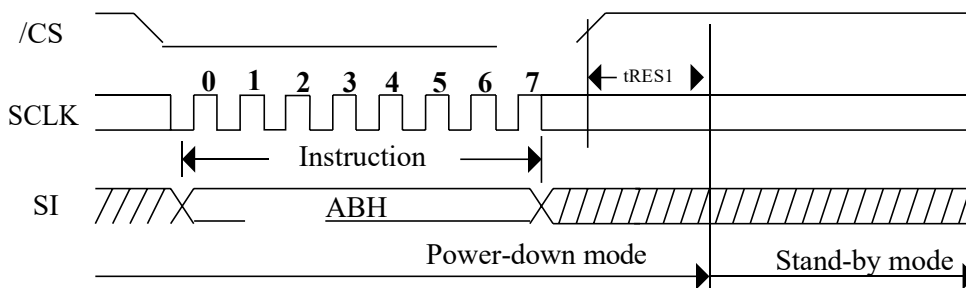 /CS
tRES1
0 1 2 3 4 5 6 7
SCLK
Instruction
SI
ABH
Power-down mode
Stand-by mode